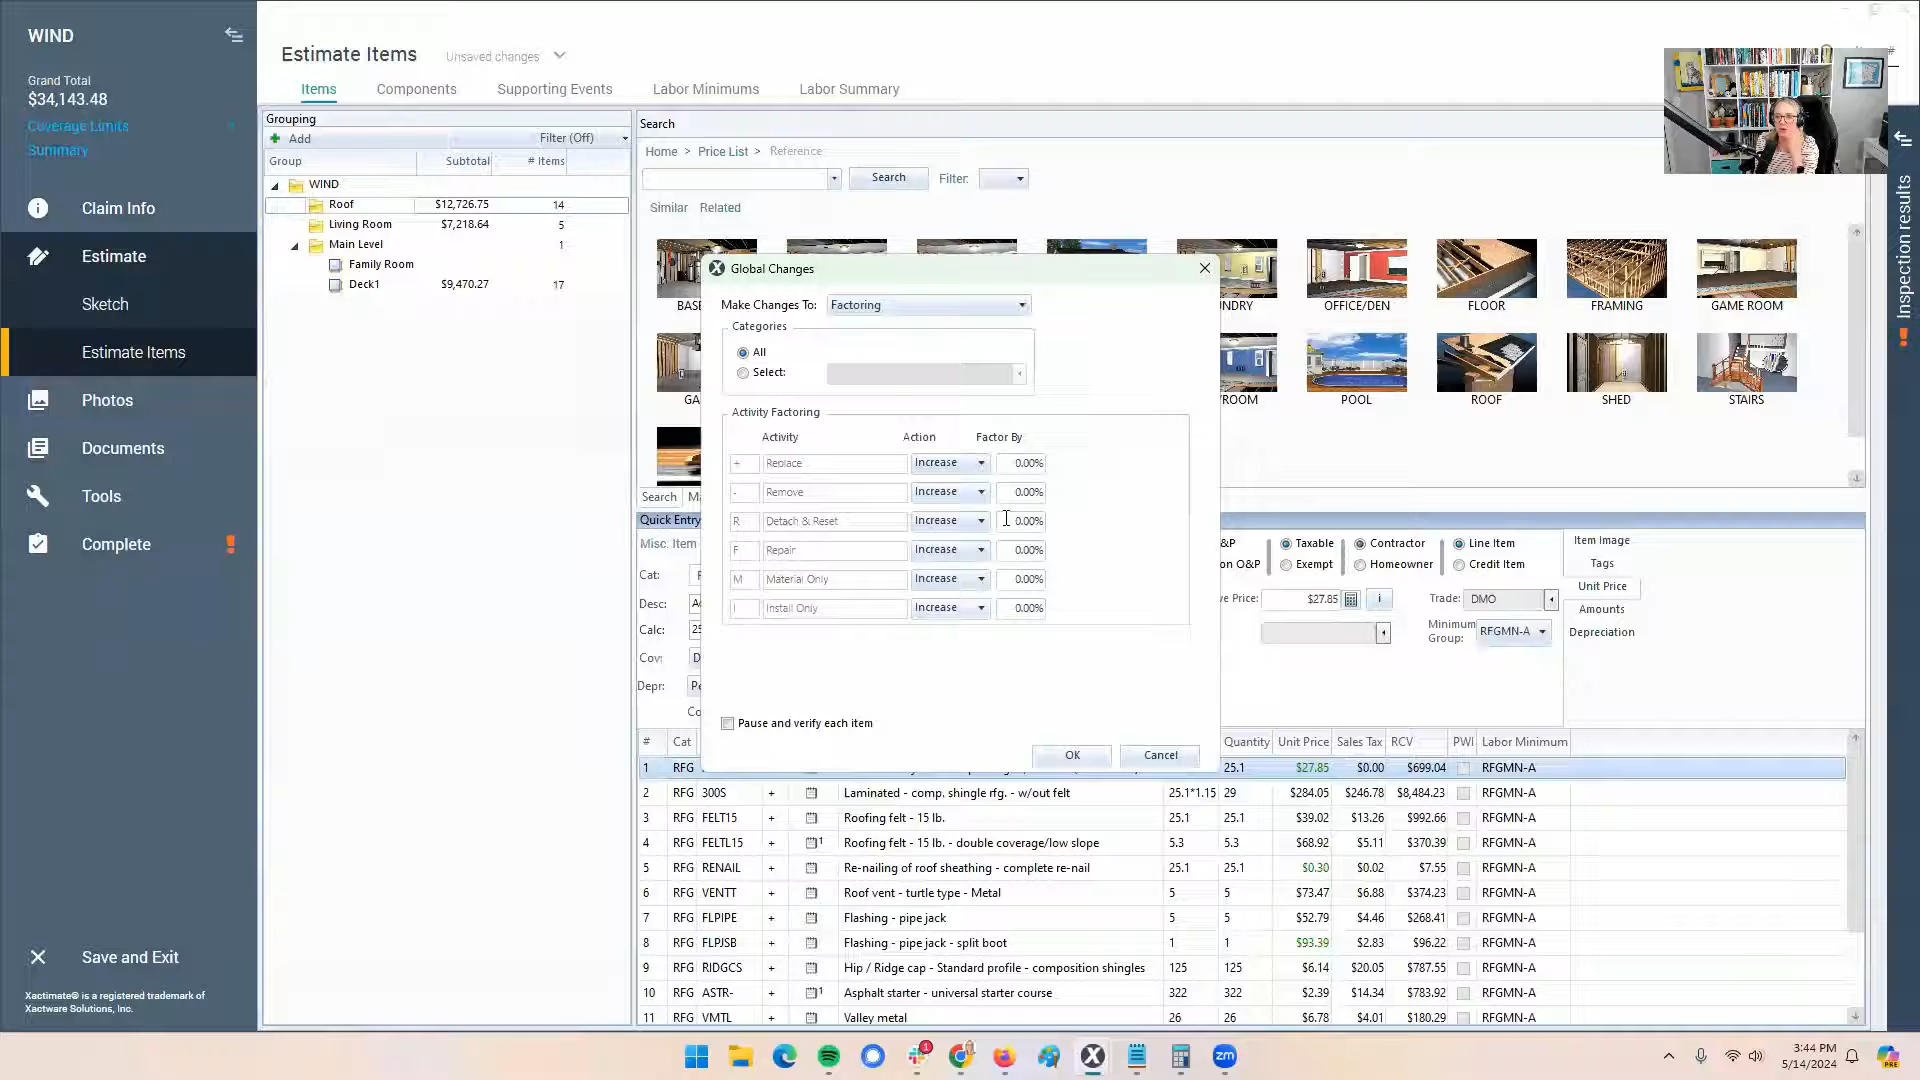 WIND
Grand Total
$34,143.48
Coverage Limits
Summary
Claim Info
Estimate
Sketch
Estimate Items
Photos
Documents
Tools
Complete
Save and Exit
Xactimate® is a registered trademark of
Xactware Solutions, Inc.
Estimate Items Unsaved changes
Items Components Supporting Events Labor Minimums Labor Summary
Grouping
Add Filter (Off)
Group Subtotal # Items
WIND
Roof $12,726.75 14
Living Room $7,218.64 5
Main Level 1
Family Room
Deck1 $9,470.27 17
Search
Home > Price List > Reference
Search Filter:
Similar Related
OFFICE/DEN FLOOR FRAMING GAME ROOM
POOL ROOF SHED STAIRS
Search
Quick Entry
Misc. Item
Cat:
Desc:
Calc: 25
Cov: D
Depr:
Global Changes
Make Changes To: Factoring
Categories
All
Select:
Activity Factoring
Activity Action Factor By
+ Replace Increase 0.00%
- Remove Increase 0.00%
R Detach & Reset Increase 0.00%
F Repair Increase 0.00%
M Material Only Increase 0.00%
I Install Only Increase 0.00%
Pause and verify each item
OK Cancel
Taxable Contractor Line Item Item Image
O&P Exempt Homeowner Credit Item Tags
Unit Price
Price: $27.85 i Trade: DMO
Amounts
Minimum
Group: RFGMN-A Depreciation
# Cat Quantity Unit Price Sales Tax RCV PWI Labor Minimum
1 RFG 25.1 $27.85 $0.00 $699.04 RFGMN-A
2 RFG 300S + Laminated - comp. shingle rfg. - w/out felt 25.1*1.15 29 $284.05 $246.78 $8,484.23 RFGMN-A
3 RFG FELT15 + Roofing felt - 15 lb. 25.1 25.1 $39.02 $13.26 $992.66 RFGMN-A
4 RFG FELTL15 + 1 Roofing felt - 15 lb. - double coverage/low slope 5.3 5.3 $68.92 $5.11 $370.39 RFGMN-A
5 RFG RENAIL + Re-nailing of roof sheathing - complete re-nail 25.1 25.1 $0.30 $0.02 $7.55 RFGMN-A
6 RFG VENTT + Roof vent - turtle type - Metal 5 5 $73.47 $6.88 $374.23 RFGMN-A
7 RFG FLPIPE + Flashing - pipe jack 5 5 $52.79 $4.46 $268.41 RFGMN-A
8 RFG FLPJSB + Flashing - pipe jack - split boot 1 1 $93.39 $2.83 $96.22 RFGMN-A
9 RFG RIDGCS + Hip / Ridge cap - Standard profile - composition shingles 125 125 $6.14 $20.05 $787.55 RFGMN-A
10 RFG ASTR- + 1 Asphalt starter - universal starter course 322 322 $2.39 $14.34 $783.92 RFGMN-A
11 RFG VMTL + Valley metal 26 26 $6.78 $4.01 $180.29 RFGMN-A
Inspection results
1
zm
3:44 PM
5/14/2024
PRE